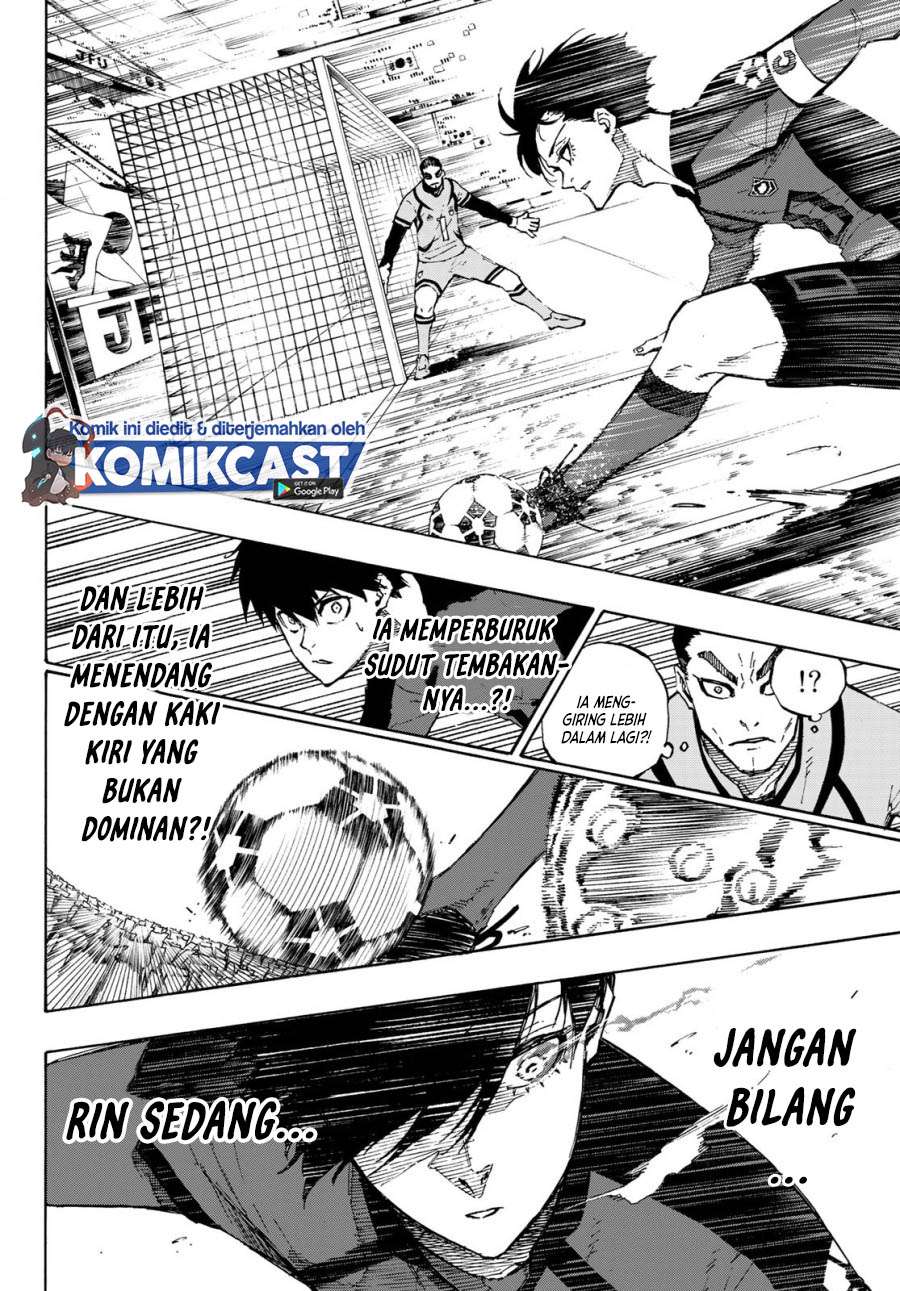 JFU
JF
Komik ini diedit & diterjemahkan oleh
KOMIKCAST
GET IT ON
Google Play
!?
IA MENG-
GIRING LEBIH
DALAM LAGI?!
IA MEMPERBURUK
SUDUT TEMBAKAN-
NYA...?!
DAN LEBIH
DARI ITU, IA
MENENDANG
DENGAN KAKI
KIRI YANG
BUKAN
DOMINAN?!
JANGAN
BILANG
...
RIN SEDANG...